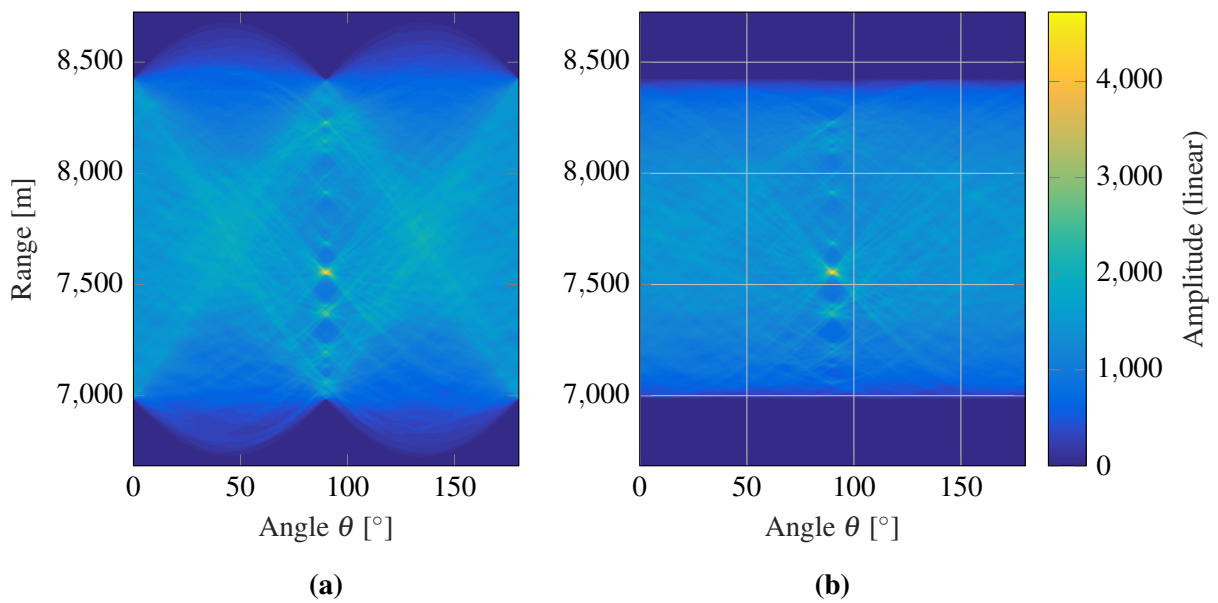 8,500
8,000
7,500
7,000
Range [m]
0 50 100 150
Angle θ [°]
(a)
8,500
8,000
7,500
7,000
0 50 100 150
Angle θ [°]
(b)
4,000
3,000
2,000
1,000
0
Amplitude (linear)